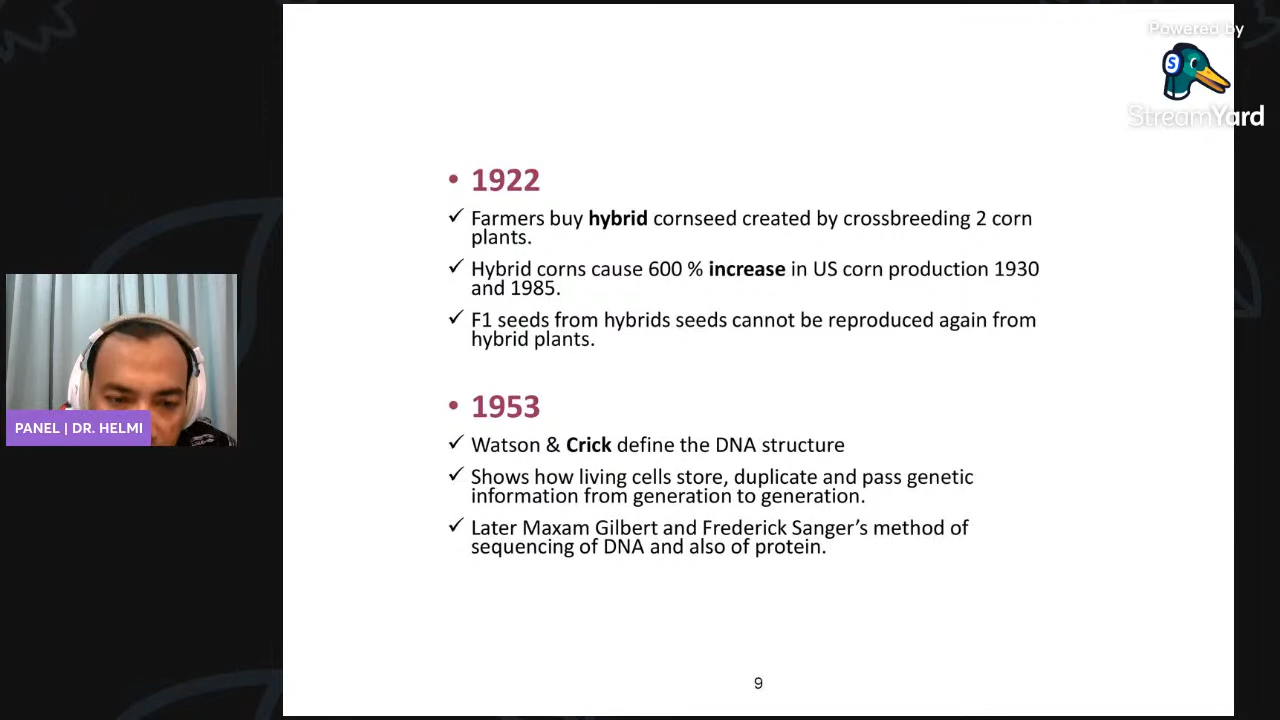 Powered by
StreamYard
• 1922
✓ Farmers buy hybrid cornseed created by crossbreeding 2 corn
plants.
✓ Hybrid corns cause 600 % increase in US corn production 1930
and 1985.
✓ F1 seeds from hybrids seeds cannot be reproduced again from
hybrid plants.
• 1953
✓ Watson & Crick define the DNA structure
✓ Shows how living cells store, duplicate and pass genetic
information from generation to generation.
✓ Later Maxam Gilbert and Frederick Sanger’s method of
sequencing of DNA and also of protein.
9
PANEL | DR. HELMI